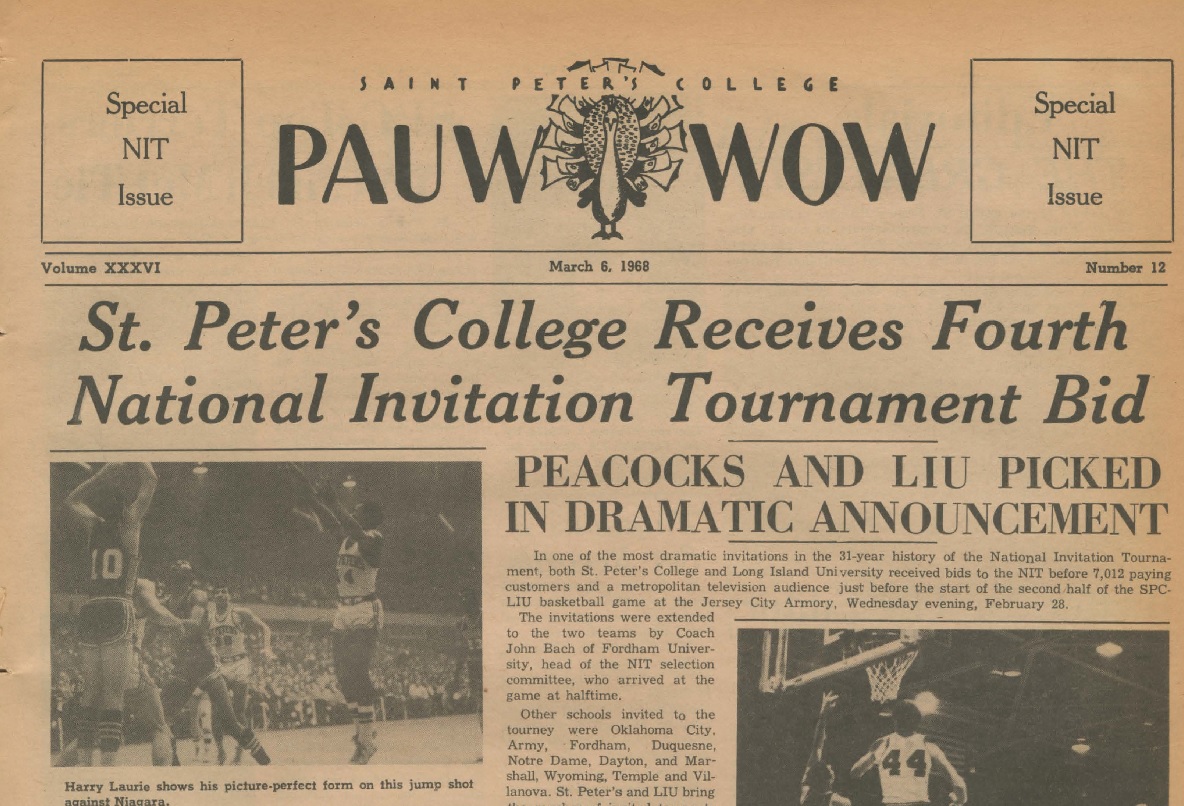 SAINT PETER'S COLLEGE
Special
NIT
Issue
PAUW WOW
Special
NIT
Issue
Volume XXXVI
March 6, 1968
Number 12
St. Peter's College Receives Fourth
National Invitation Tournament Bid
10
4
Harry Laurie shows his picture-perfect form on this jump shot
against Niagara.
PEACOCKS AND LIU PICKED
IN DRAMATIC ANNOUNCEMENT
In one of the most dramatic invitations in the 31-year history of the National Invitation Tourna-
ment, both St. Peter's College and Long Island University received bids to the NIT before 7,012 paying
customers and a metropolitan television audience just before the start of the second half of the SPC-
LIU basketball game at the Jersey City Armory, Wednesday evening, February 28.
The invitations were extended
to the two teams by Coach
John Bach of Fordham Univer-
sity, head of the NIT selection
committee, who arrived at the
game at halftime.
Other schools invited to the
tourney were Oklahoma City,
Army, Fordham, Duquesne,
Notre Dame, Dayton, and Mar-
shall, Wyoming, Temple and Vil-
lanova. St. Peter's and LIU bring
44